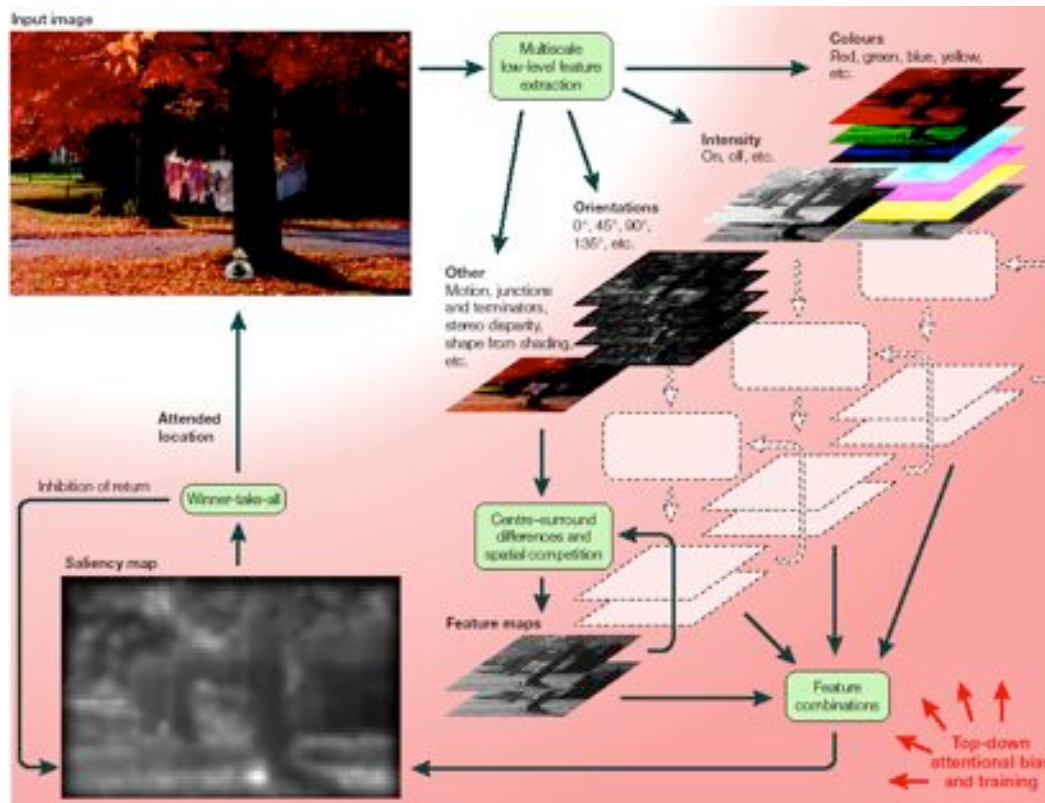 Input image
Multiscale
low-level feature
extraction
Colours
Red, green, blue, yellow,
etc.
Intensity
On, off, etc.
Orientations
0°, 45°, 90°,
135°, etc.
Other
Motion, junctions
and terminators,
stereo disparity,
shape from shading,
etc.
Attended
location
Inhibition of return
Winner-take-all
Centre–surround
differences and
spatial competition
Saliency map
Feature maps
Feature
combinations
Top-down
attentional bias
and training